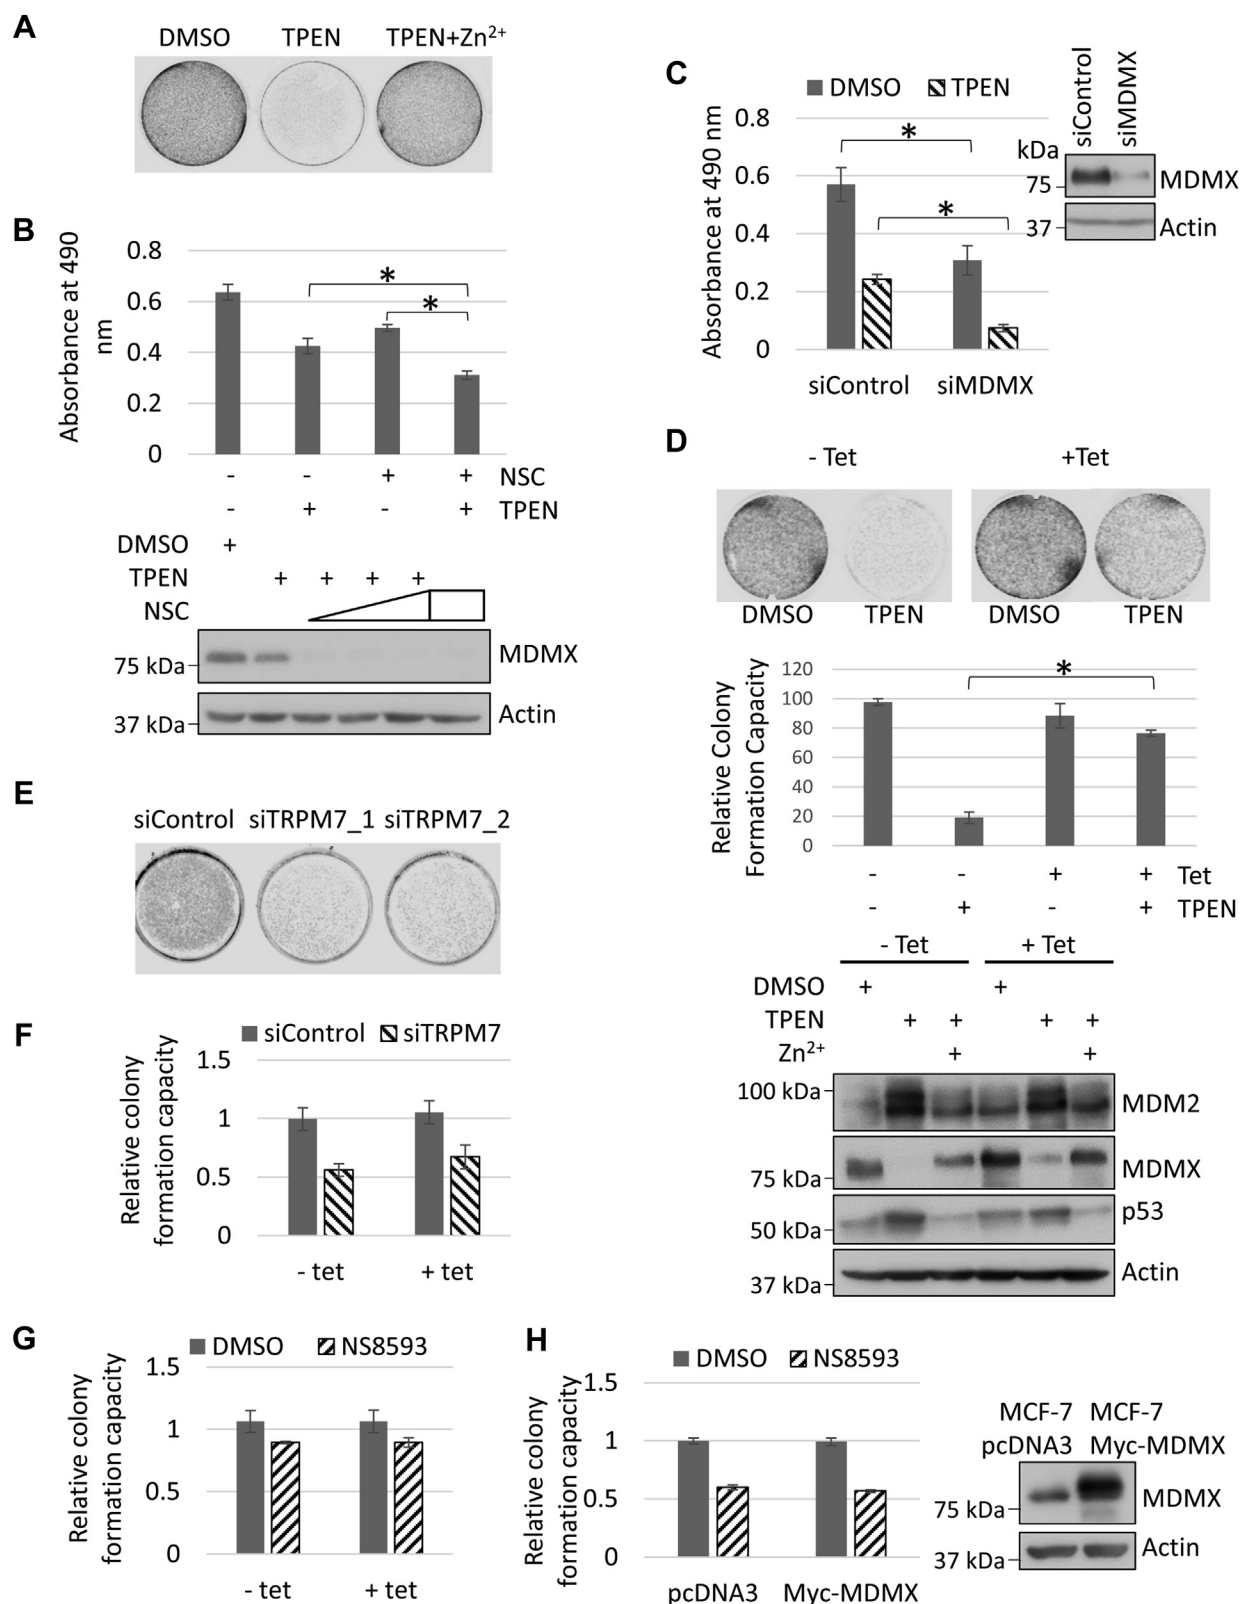 A
DMSO TPEN TPEN+Zn2+
B
Absorbance at 490
nm
0.8
0.6
0.4
0.2
0
* *
- - + + NSC
- + - + TPEN
DMSO +
TPEN + + + +
NSC
75 kDa MDMX
37 kDa Actin
C
DMSO TPEN
Absorbance at 490 nm
0.8
0.6
0.4
0.2
0
* *
siControl siMDMX
siControl siMDMX
kDa
75 MDMX
37 Actin
D
- Tet +Tet
DMSO TPEN DMSO TPEN
Relative Colony
Formation Capacity
120
100
80
60
40
20
0
*
- - + + Tet
- + - + TPEN
- Tet + Tet
DMSO + +
TPEN + + + +
Zn2+ + +
100 kDa MDM2
75 kDa MDMX
50 kDa p53
37 kDa Actin
E
siControl siTRPM7_1 siTRPM7_2
F
siControl siTRPM7
Relative colony
formation capacity
1.5
1
0.5
0
- tet + tet
G
DMSO NS8593
Relative colony
formation capacity
1.5
1
0.5
0
- tet + tet
H
DMSO NS8593
Relative colony
formation capacity
1.5
1
0.5
0
pcDNA3 Myc-MDMX
MCF-7 MCF-7
pcDNA3 Myc-MDMX
75 kDa MDMX
37 kDa Actin